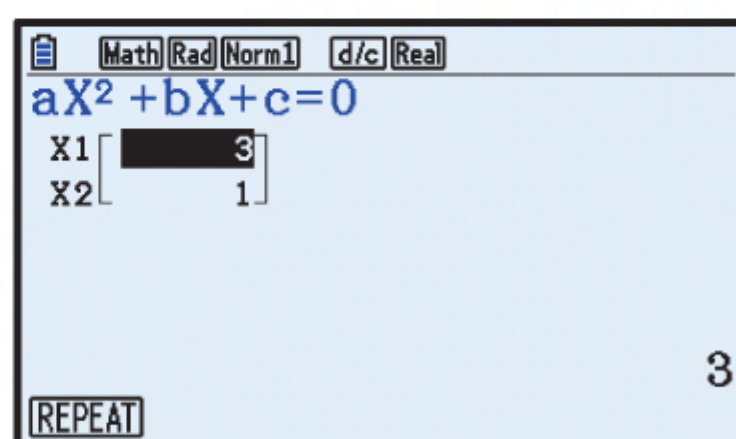 Math Rad Norm1 d/c Real
aX² +bX+c=0
X1 3
X2 1
3
REPEAT